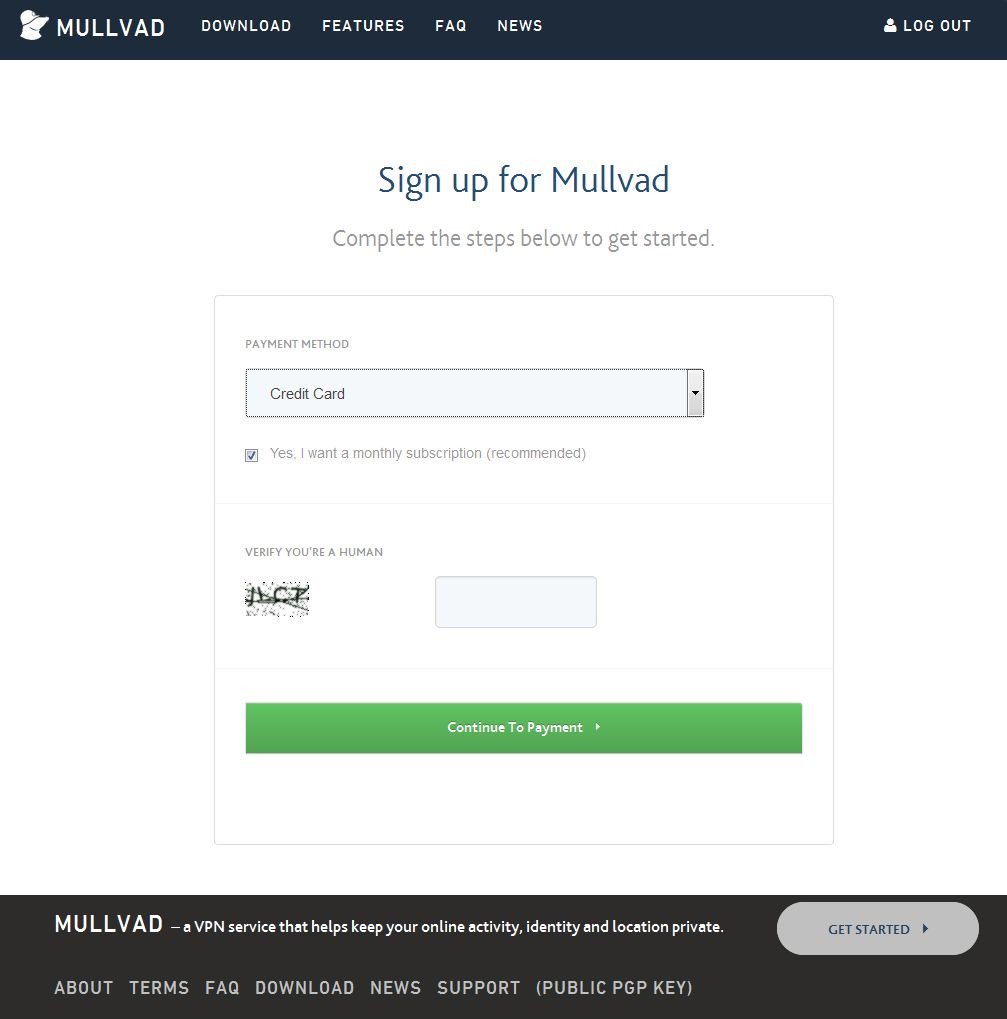 MULLVAD DOWNLOAD FEATURES FAQ NEWS LOG OUT
Sign up for Mullvad
Complete the steps below to get started.
PAYMENT METHOD
Credit Card
Yes, I want a monthly subscription (recommended)
VERIFY YOU'RE A HUMAN
Continue To Payment
MULLVAD – a VPN service that helps keep your online activity, identity and location private.
GET STARTED
ABOUT TERMS FAQ DOWNLOAD NEWS SUPPORT (PUBLIC PGP KEY)